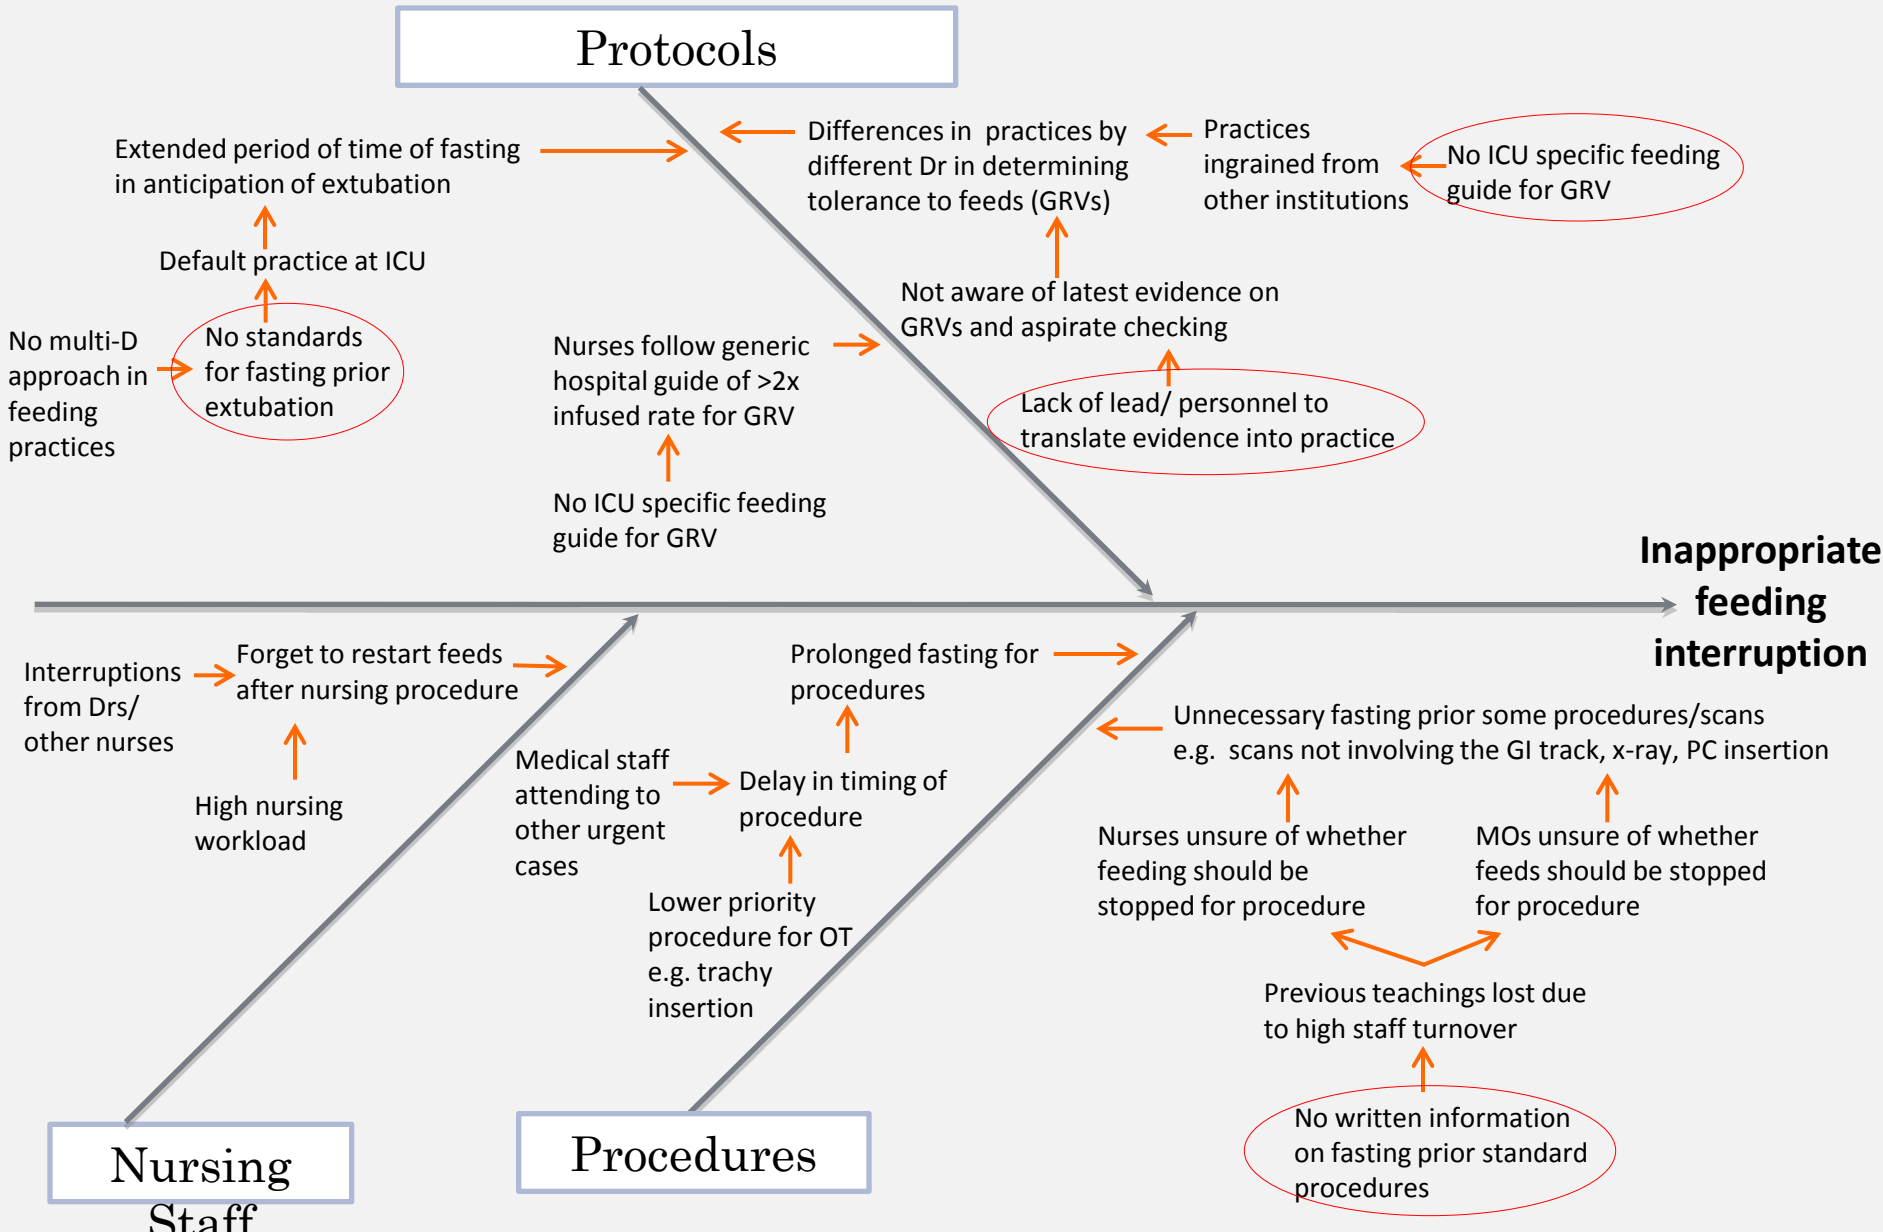 Protocols
Extended period of time of fasting
in anticipation of extubation
Differences in practices by
different Dr in determining
tolerance to feeds (GRVs)
Practices
ingrained from
other institutions
No ICU specific feeding
guide for GRV
Default practice at ICU
Not aware of latest evidence on
GRVs and aspirate checking
No multi-D
approach in
feeding
practices
No standards
for fasting prior
extubation
Nurses follow generic
hospital guide of >2x
infused rate for GRV
Lack of lead/ personnel to
translate evidence into practice
No ICU specific feeding
guide for GRV
Inappropriate
feeding
interruption
Interruptions
from Drs/
other nurses
Forget to restart feeds
after nursing procedure
High nursing
workload
Prolonged fasting for
procedures
Medical staff
attending to
other urgent
cases
Delay in timing of
procedure
Lower priority
procedure for OT
e.g. trachy
insertion
Unnecessary fasting prior some procedures/scans
e.g. scans not involving the GI track, x-ray, PC insertion
Nurses unsure of whether
feeding should be
stopped for procedure
MOs unsure of whether
feeds should be stopped
for procedure
Previous teachings lost due
to high staff turnover
No written information
on fasting prior standard
procedures
Nursing
Staff
Procedures